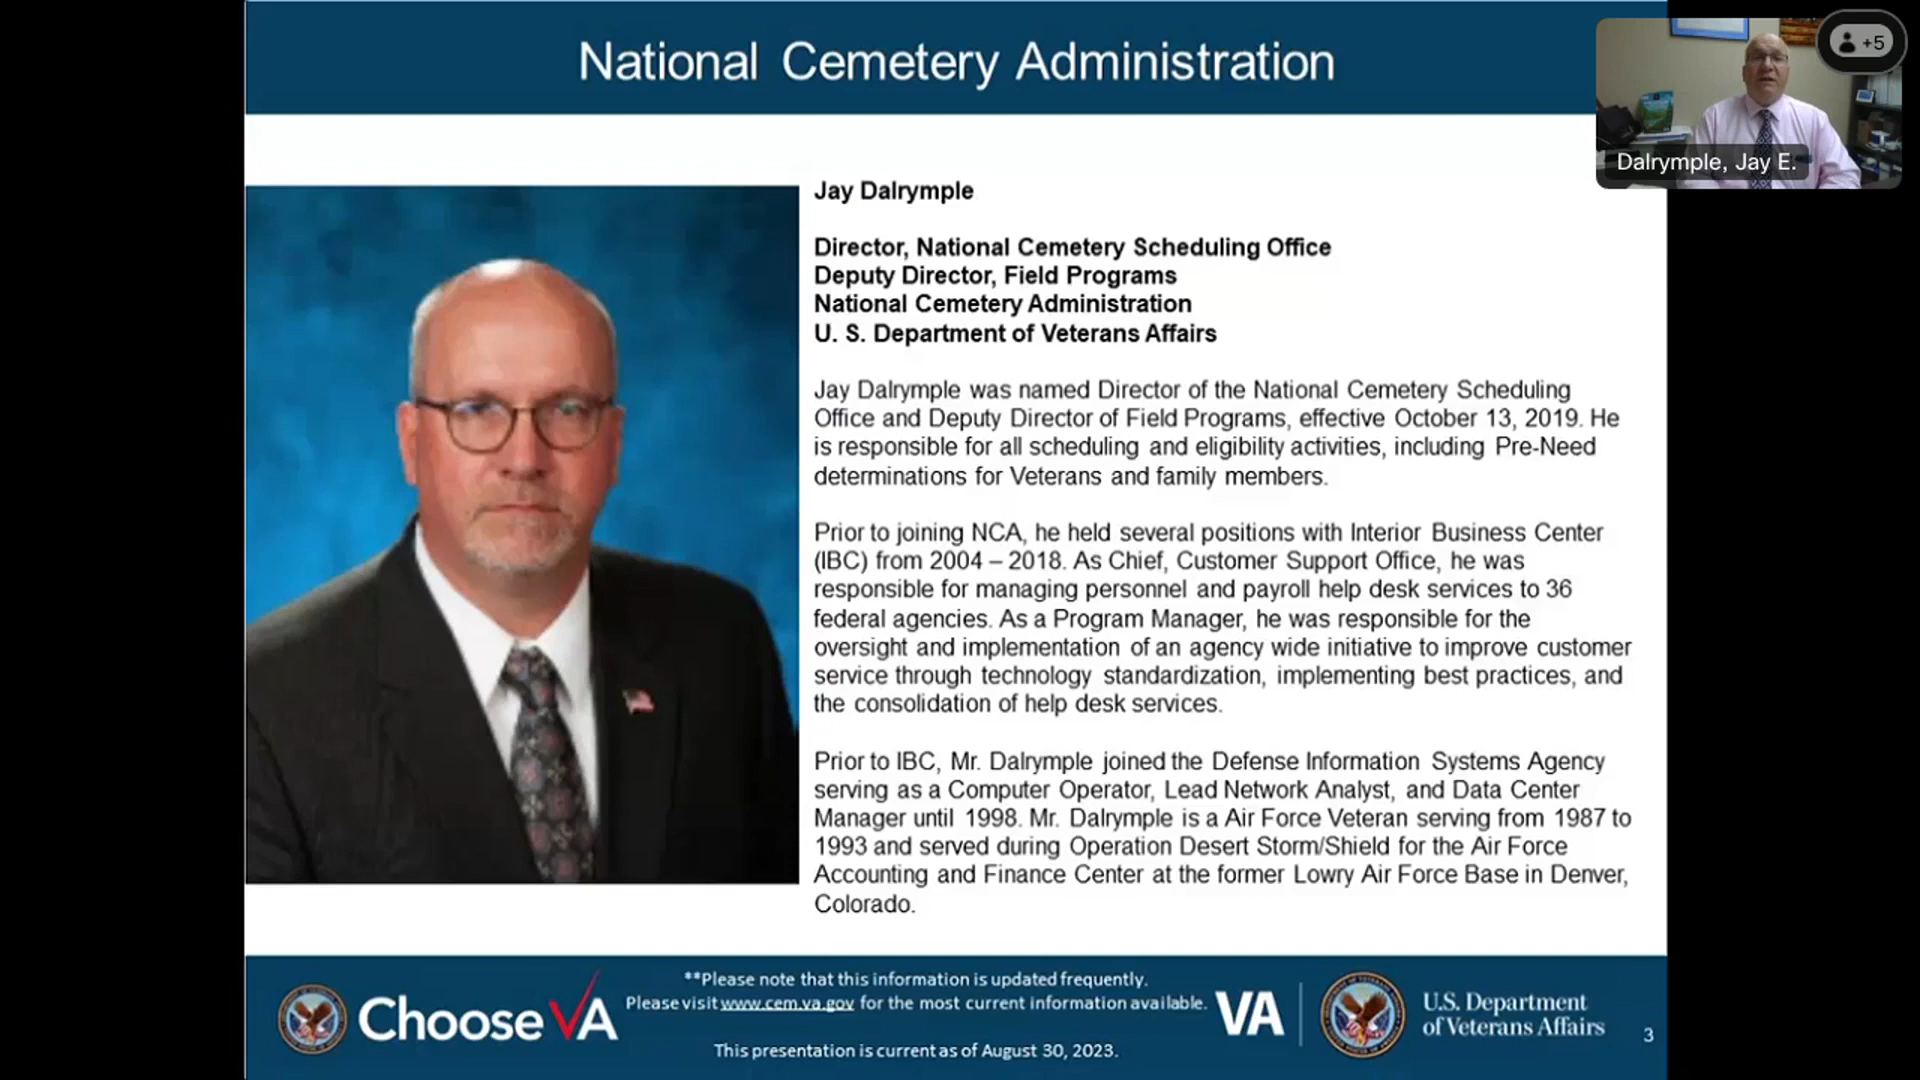 National Cemetery Administration
+5
Dalrymple, Jay E.
Jay Dalrymple
Director, National Cemetery Scheduling Office
Deputy Director, Field Programs
National Cemetery Administration
U. S. Department of Veterans Affairs
Jay Dalrymple was named Director of the National Cemetery Scheduling
Office and Deputy Director of Field Programs, effective October 13, 2019. He
is responsible for all scheduling and eligibility activities, including Pre-Need
determinations for Veterans and family members.
Prior to joining NCA, he held several positions with Interior Business Center
(IBC) from 2004 – 2018. As Chief, Customer Support Office, he was
responsible for managing personnel and payroll help desk services to 36
federal agencies. As a Program Manager, he was responsible for the
oversight and implementation of an agency wide initiative to improve customer
service through technology standardization, implementing best practices, and
the consolidation of help desk services.
Prior to IBC, Mr. Dalrymple joined the Defense Information Systems Agency
serving as a Computer Operator, Lead Network Analyst, and Data Center
Manager until 1998. Mr. Dalrymple is a Air Force Veteran serving from 1987 to
1993 and served during Operation Desert Storm/Shield for the Air Force
Accounting and Finance Center at the former Lowry Air Force Base in Denver,
Colorado.
Choose VA
**Please note that this information is updated frequently.
Please visit www.cem.va.gov for the most current information available.
This presentation is current as of August 30, 2023.
VA
U.S. Department
of Veterans Affairs
3